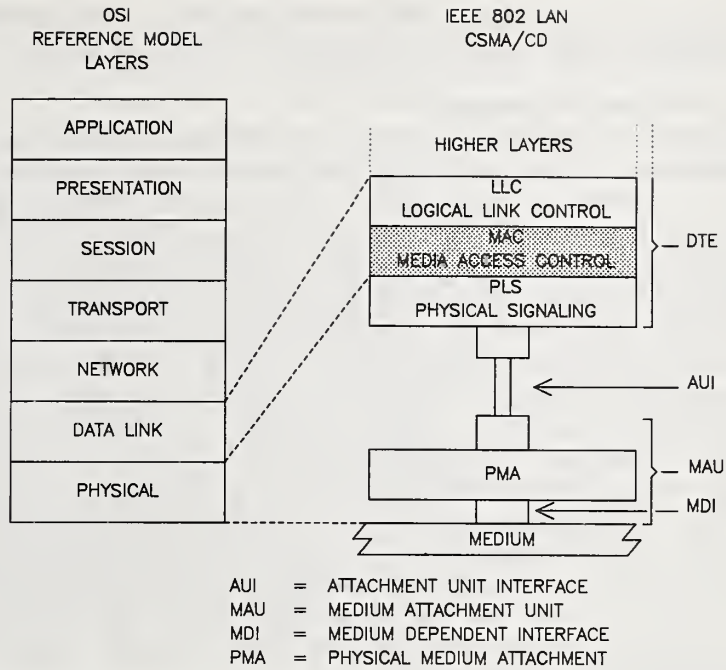 OSI
REFERENCE MODEL
LAYERS
APPLICATION
PRESENTATION
SESSION
TRANSPORT
NETWORK
DATA LINK
PHYSICAL
IEEE 802 LAN
CSMA/CD
HIGHER LAYERS
LLC
LOGICAL LINK CONTROL
MAC
MEDIA ACCESS CONTROL
PLS
PHYSICAL SIGNALING
DTE
AUI
PMA
MAU
MDI
MEDIUM
AUI = ATTACHMENT UNIT INTERFACE
MAU = MEDIUM ATTACHMENT UNIT
MDI = MEDIUM DEPENDENT INTERFACE
PMA = PHYSICAL MEDIUM ATTACHMENT